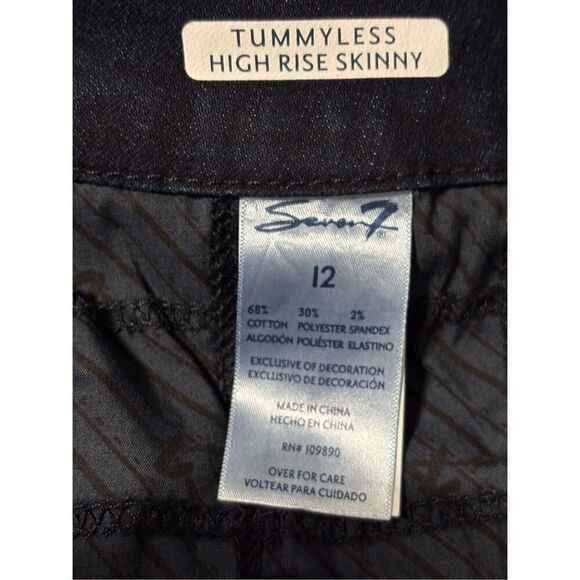 TUMMYLESS
HIGH RISE SKINNY
Seven7®
12
68% 30% 2%
COTTON POLYESTER SPANDEX
ALGODÓN POLIÉSTER ELASTINO
EXCLUSIVE OF DECORATION
EXCLUSIVO DE DECORACIÓN
MADE IN CHINA
HECHO EN CHINA
RN# 109890
OVER FOR CARE
VOLTEAR PARA CUIDADO